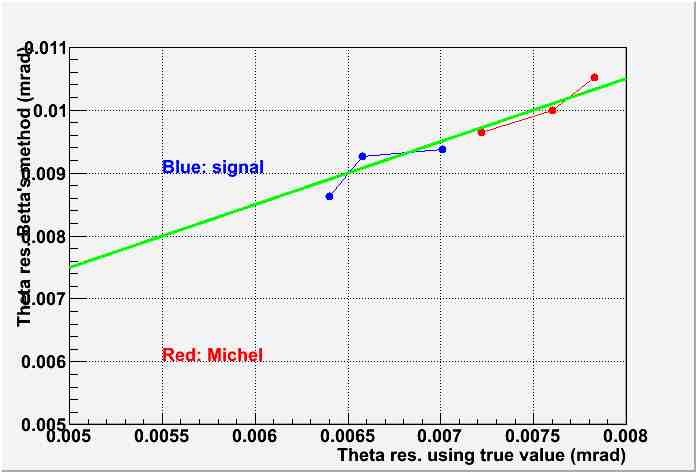 Theta res. Betta's method (mrad)
0.011
0.01
0.009
0.008
0.007
0.006
0.005
Blue: signal
Red: Michel
0.005 0.0055 0.006 0.0065 0.007 0.0075 0.008
Theta res. using true value (mrad)